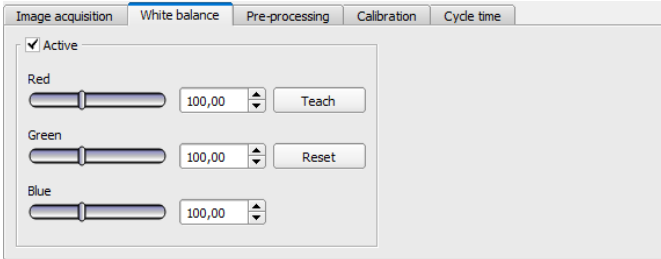 Image acquisition White balance Pre-processing Calibration Cycle time
Active
Red
100,00 Teach
Green
100,00 Reset
Blue
100,00